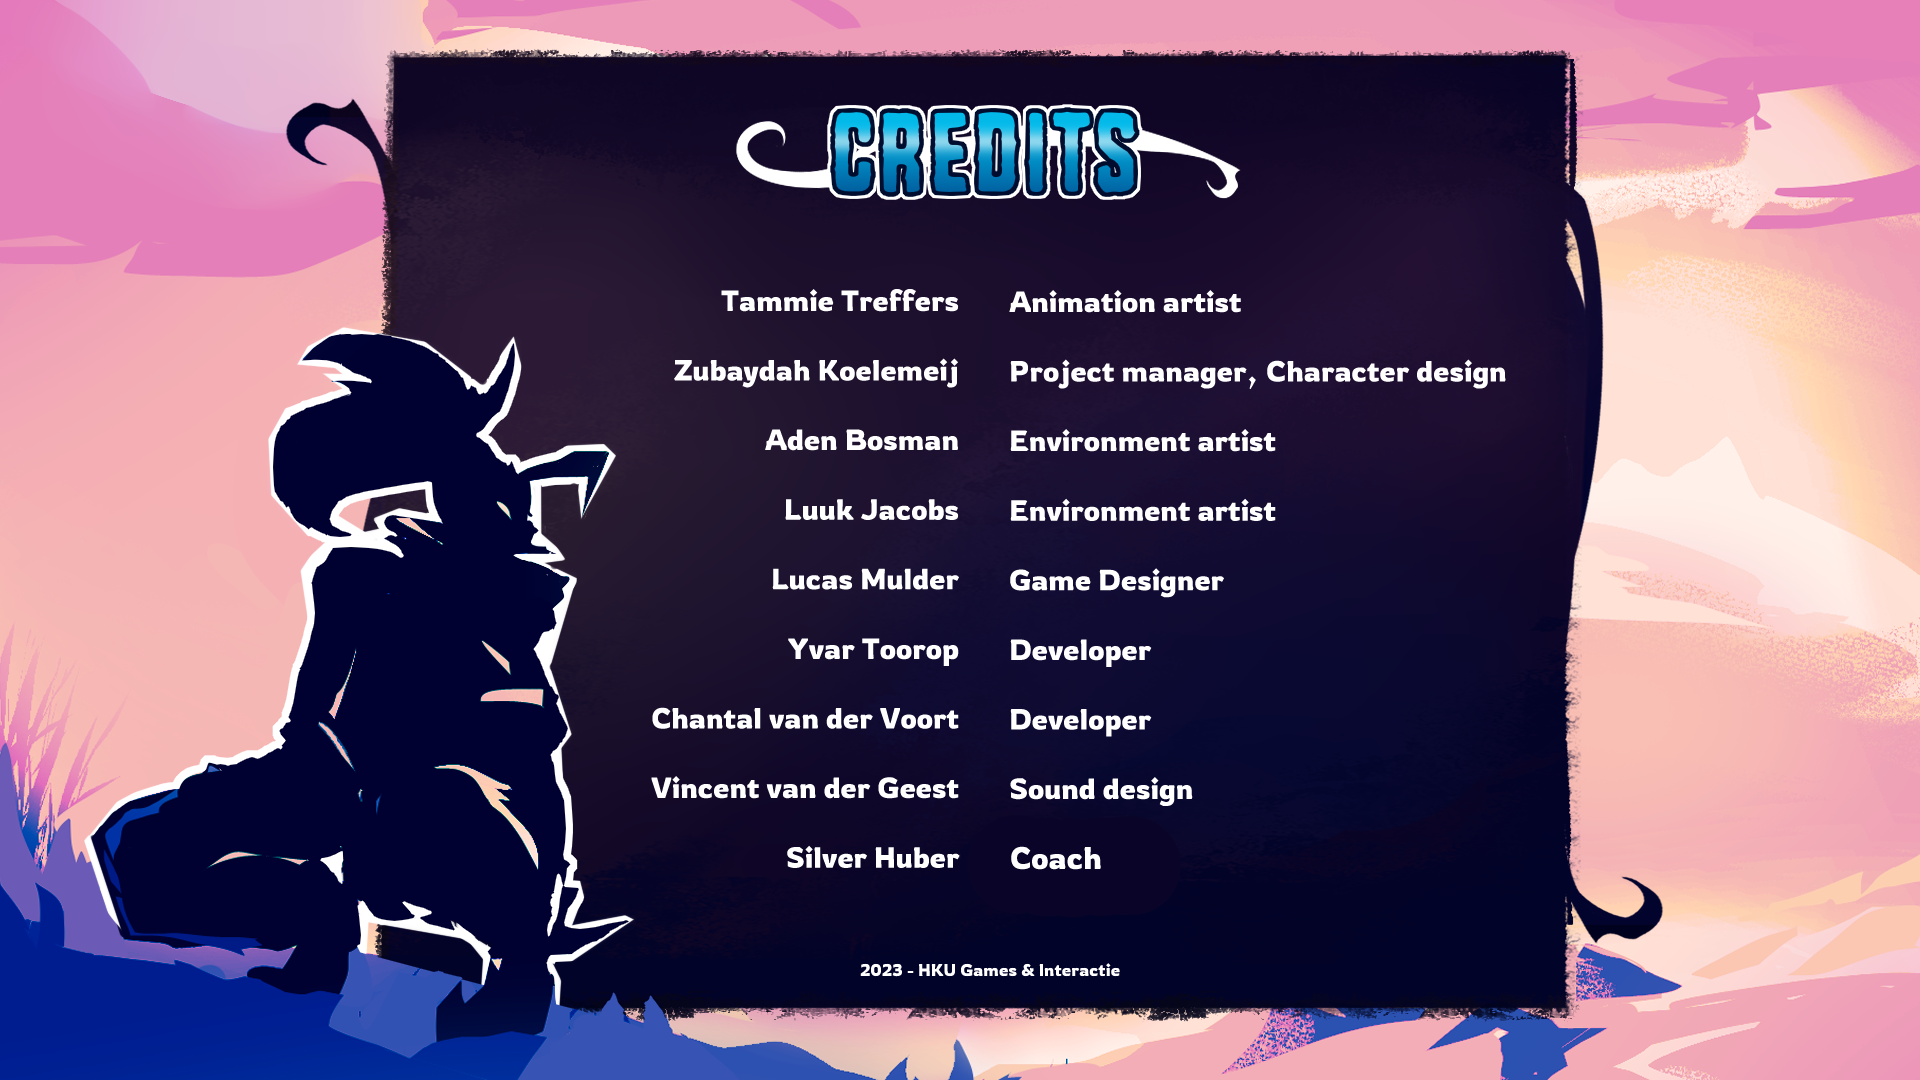 CREDITS
Tammie Treffers Animation artist
Zubaydah Koelemeij Project manager, Character design
Aden Bosman Environment artist
Luuk Jacobs Environment artist
Lucas Mulder Game Designer
Yvar Toorop Developer
Chantal van der Voort Developer
Vincent van der Geest Sound design
Silver Huber Coach
2023 - HKU Games & Interactie